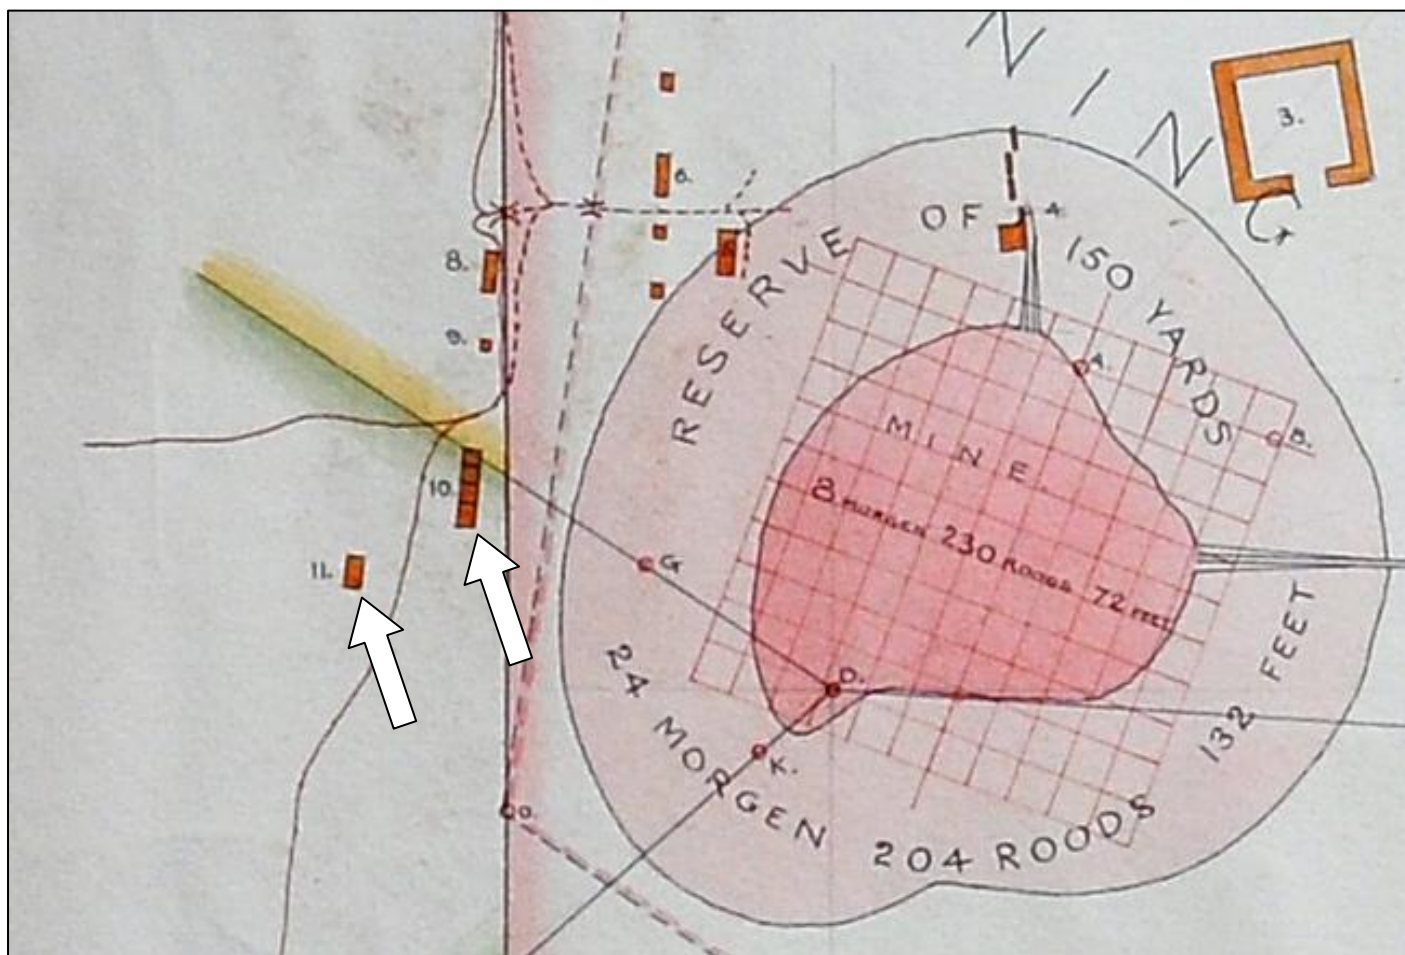 NING
3.
6.
OF
A.
150 YARDS
RESERVE
8.
9.
A.
B.
MINE
8 MORGEN 230 ROODS 72 FEET
10.
11.
G
D.
K.
O
24 MORGEN 204 ROODS 132 FEET